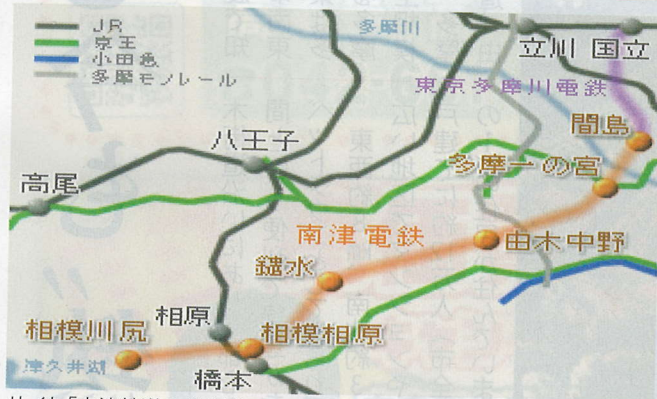 JR
京王
小田急
多摩モノレール
多摩川
立川 国立
東京多摩川電鉄
間島
八王子
多摩一の宮
高尾
南津電鉄
由木中野
鑓水
相原
相模川尻
相模相原
津久井湖
橋本